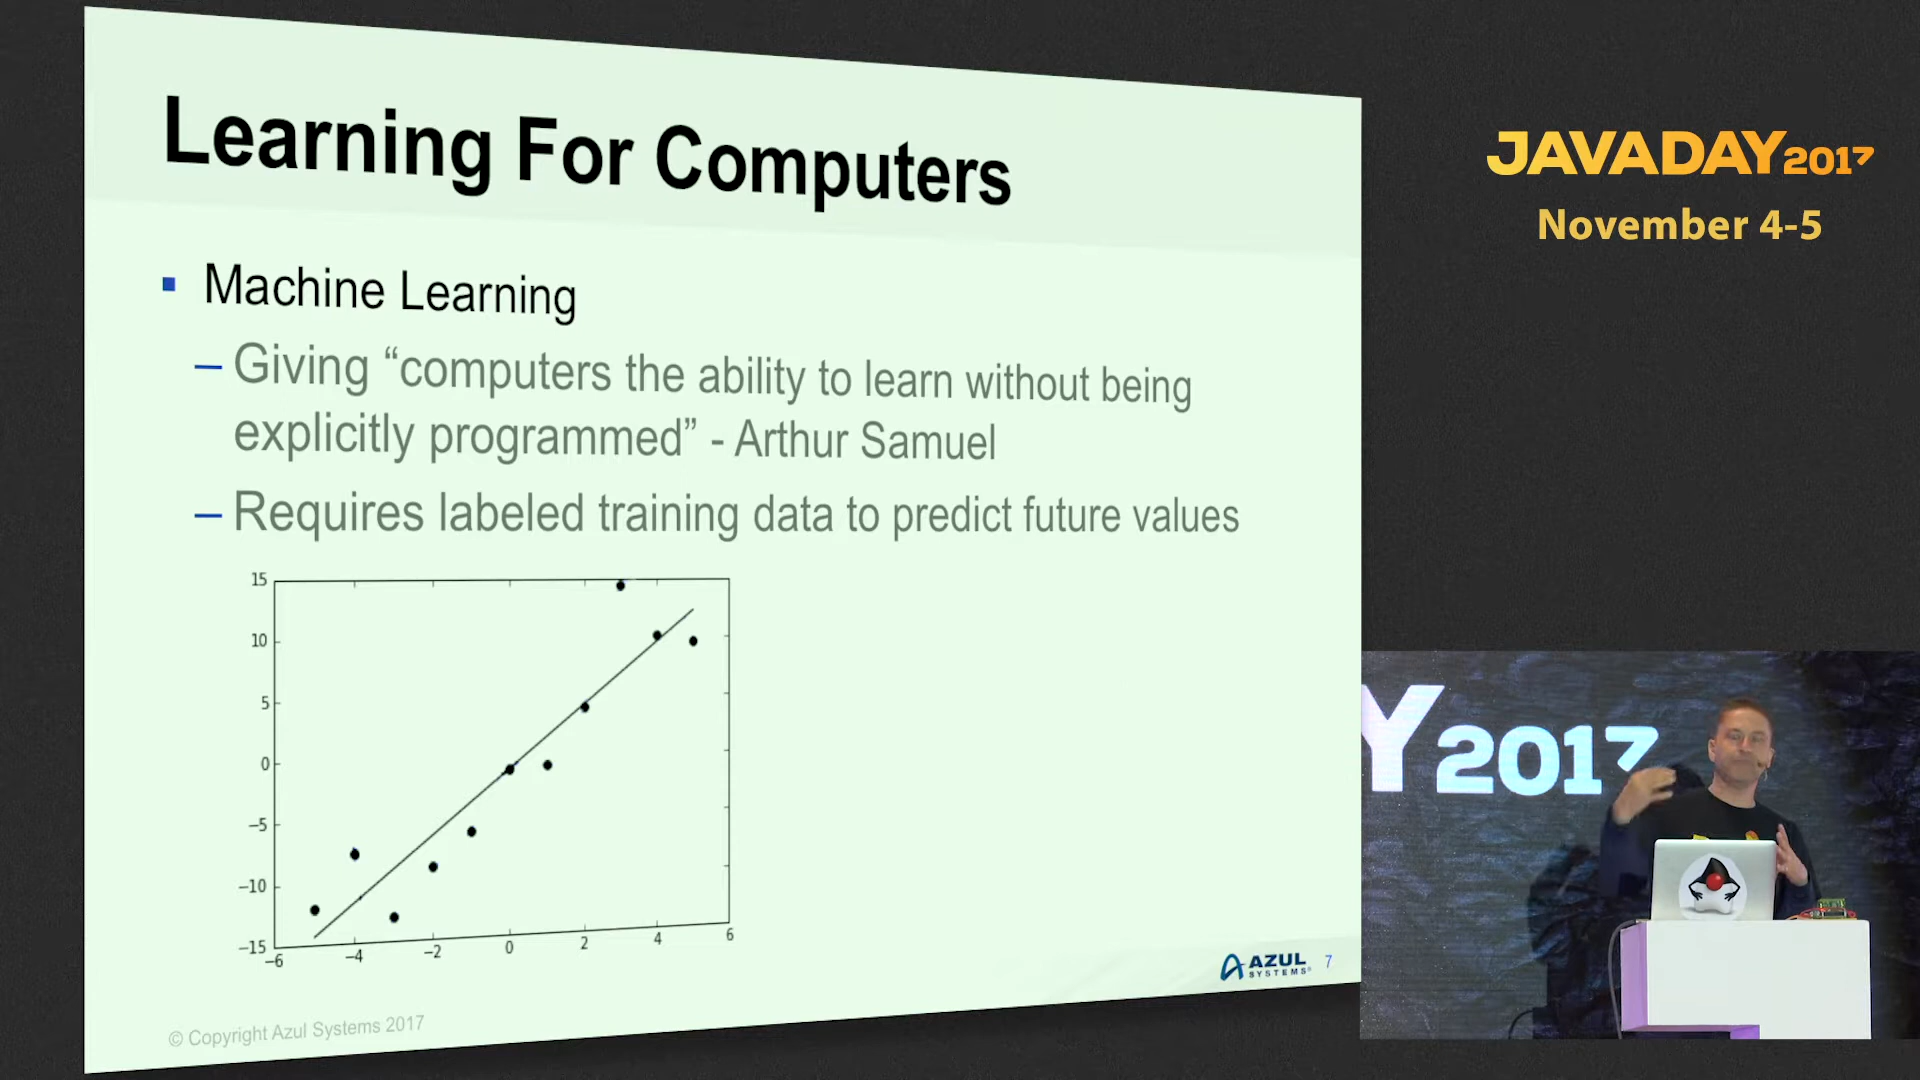 Learning For Computers
Machine Learning
– Giving “computers the ability to learn without being
explicitly programmed” - Arthur Samuel
– Requires labeled training data to predict future values
15
10
5
0
−5
−10
−15
−6
−4
−2
0
2
4
6
AZUL
SYSTEMS
7
© Copyright Azul Systems 2017
JAVADAY2017
November 4-5
Y2017